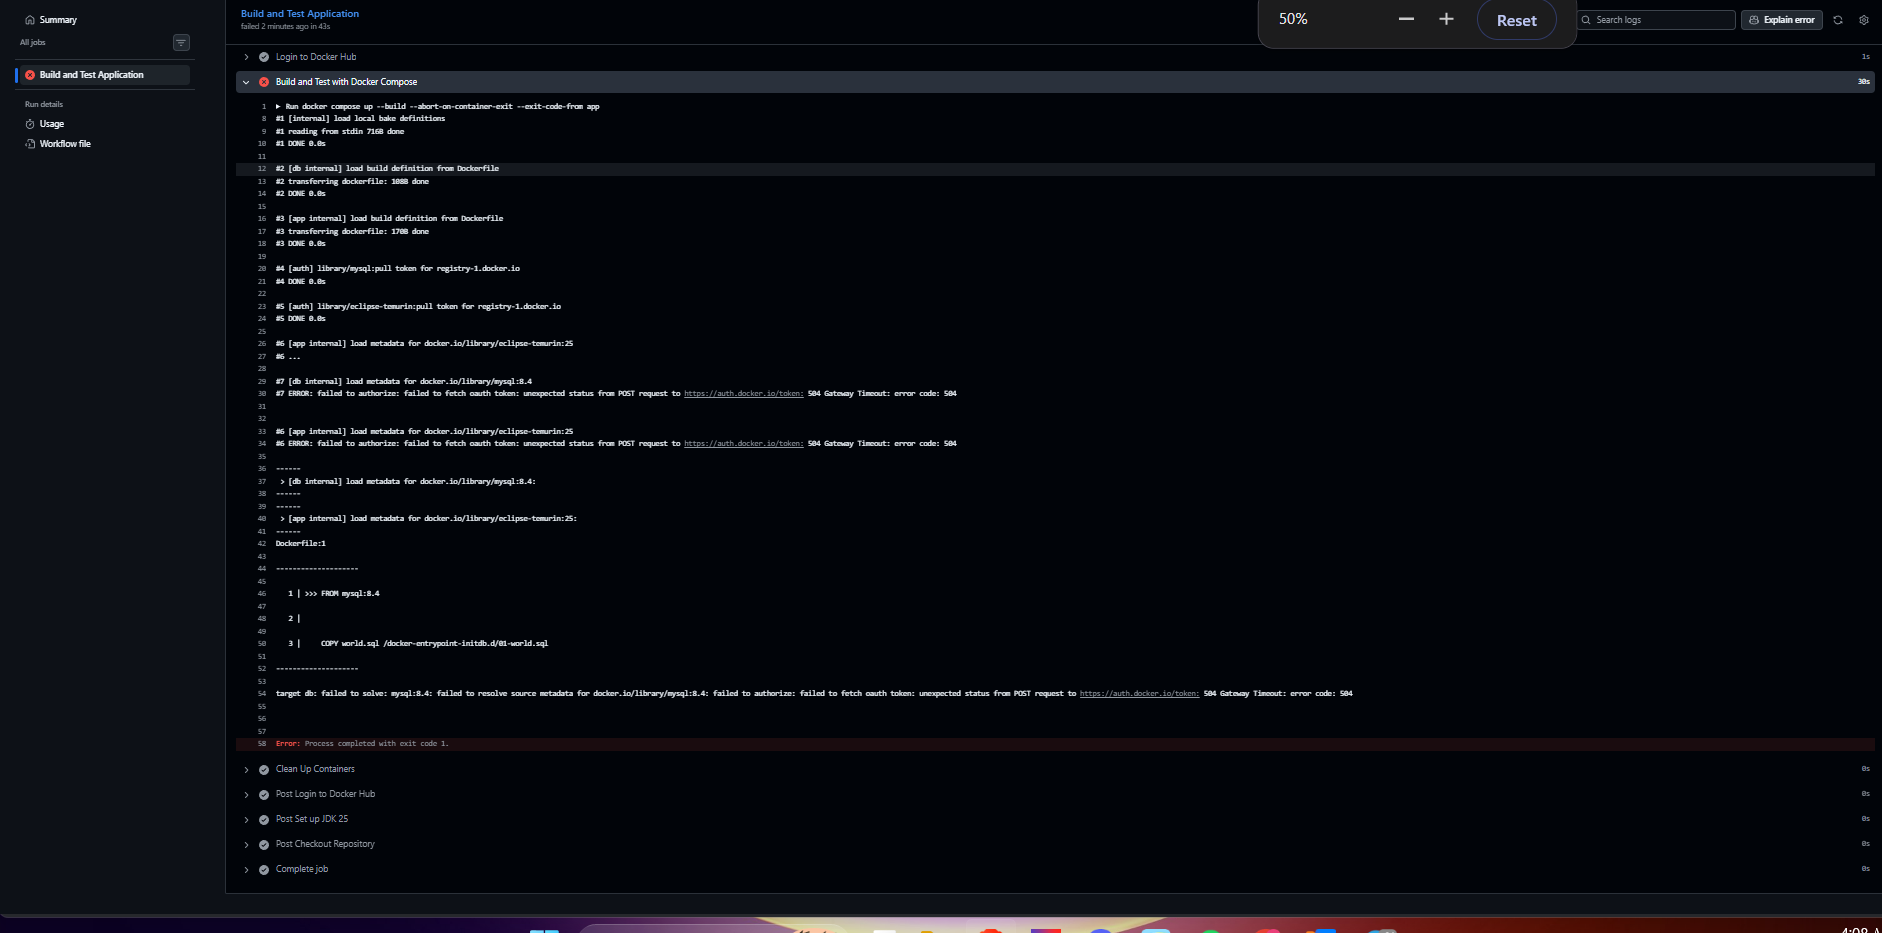 Summary
All jobs
Build and Test Application
Run details
Usage
Workflow file
Build and Test Application
failed 2 minutes ago in 43s
50%
Reset
Search logs
Explain error
Login to Docker Hub
1s
Build and Test with Docker Compose
30s
1 ▶ Run docker compose up --build --abort-on-container-exit --exit-code-from app
8 #1 [internal] load local bake definitions
9 #1 reading from stdin 716B done
10 #1 DONE 0.0s
11
12 #2 [db internal] load build definition from Dockerfile
13 #2 transferring dockerfile: 108B done
14 #2 DONE 0.0s
15
16 #3 [app internal] load build definition from Dockerfile
17 #3 transferring dockerfile: 170B done
18 #3 DONE 0.0s
19
20 #4 [auth] library/mysql:pull token for registry-1.docker.io
21 #4 DONE 0.0s
22
23 #5 [auth] library/eclipse-temurin:pull token for registry-1.docker.io
24 #5 DONE 0.0s
25
26 #6 [app internal] load metadata for docker.io/library/eclipse-temurin:25
27 #6 ...
28
29 #7 [db internal] load metadata for docker.io/library/mysql:8.4
30 #7 ERROR: failed to authorize: failed to fetch oauth token: unexpected status from POST request to https://auth.docker.io/token: 504 Gateway Timeout: error code: 504
31
32
33 #6 [app internal] load metadata for docker.io/library/eclipse-temurin:25
34 #6 ERROR: failed to authorize: failed to fetch oauth token: unexpected status from POST request to https://auth.docker.io/token: 504 Gateway Timeout: error code: 504
35
36 ------
37 > [db internal] load metadata for docker.io/library/mysql:8.4:
38 ------
39 ------
40 > [app internal] load metadata for docker.io/library/eclipse-temurin:25:
41 ------
42 Dockerfile:1
43
44 --------------------
45
46 1 | >>> FROM mysql:8.4
47
48 2 |
49
50 3 | COPY world.sql /docker-entrypoint-initdb.d/01-world.sql
51
52 --------------------
53
54 target db: failed to solve: mysql:8.4: failed to resolve source metadata for docker.io/library/mysql:8.4: failed to authorize: failed to fetch oauth token: unexpected status from POST request to https://auth.docker.io/token: 504 Gateway Timeout: error code: 504
55
56
57
58 Error: Process completed with exit code 1.
Clean Up Containers
0s
Post Login to Docker Hub
0s
Post Set up JDK 25
0s
Post Checkout Repository
0s
Complete job
0s